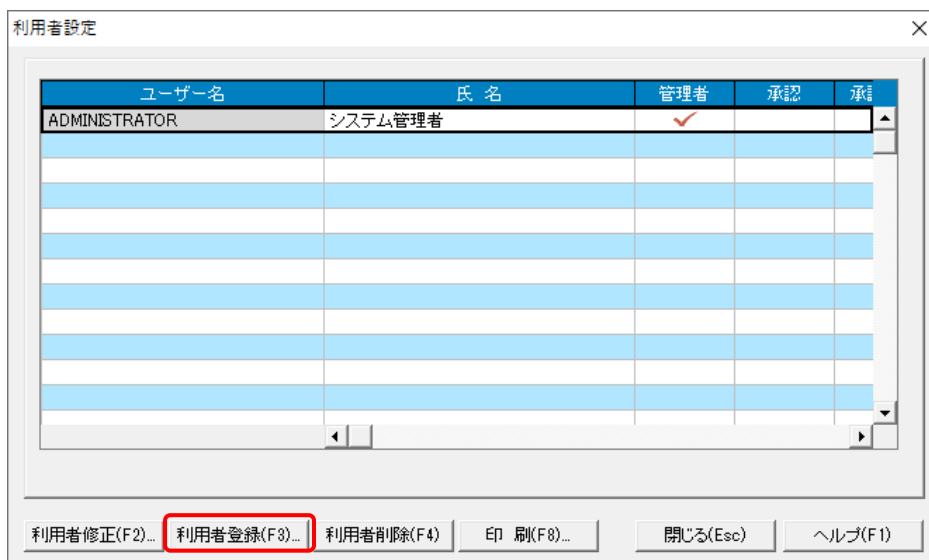 利用者設定
ユーザー名 氏 名 管理者 承認 承
ADMINISTRATOR システム管理者
利用者修正(F2)... 利用者登録(F3)... 利用者削除(F4) 印 刷(F8)... 閉じる(Esc) ヘルプ(F1)